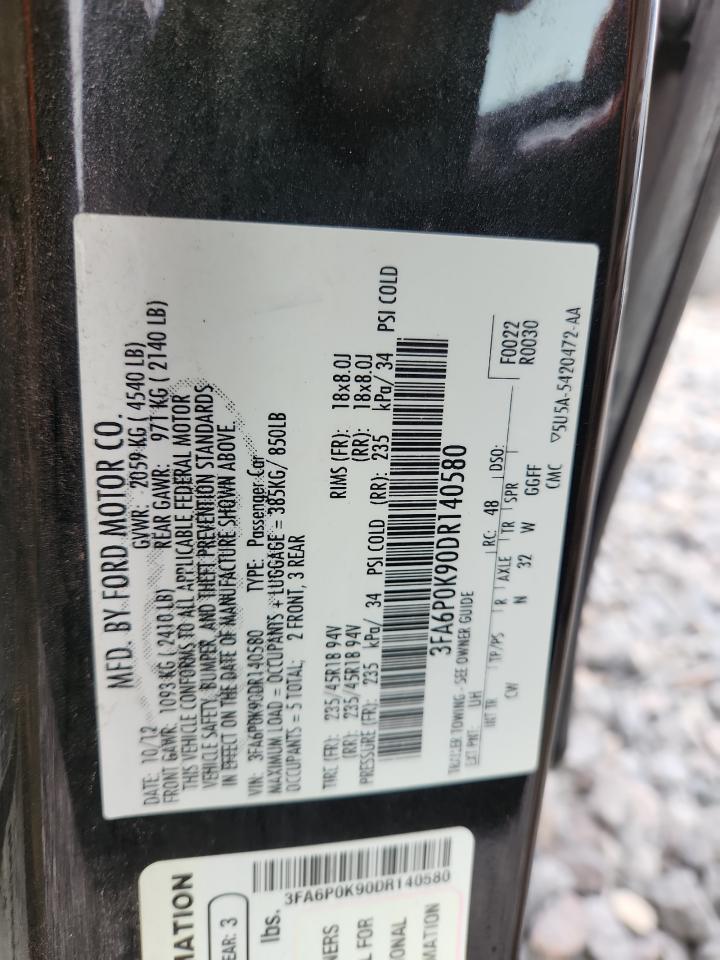 MFD. BY FORD MOTOR CO.
DATE: 10/12 GVWR: 2059 KG ( 4540 LB)
FRONT GAWR: 1093 KG (2410 LB) REAR GAWR: 971 KG ( 2140 LB)
THIS VEHICLE CONFORMS TO ALL APPLICABLE FEDERAL MOTOR
VEHICLE SAFETY, BUMPER, AND THEFT PREVENTION STANDARDS
IN EFFECT ON THE DATE OF MANUFACTURE SHOWN ABOVE.
VIN: 3FA6P0K90DR140580 TYPE: Passenger Car
MAXIMUM LOAD = OCCUPANTS + LUGGAGE = 385KG/ 850LB
OCCUPANTS = 5 TOTAL; 2 FRONT, 3 REAR
TIRE (FR): 235/45R18 94V RIMS (FR): 18x8.0J
(RR): 235/45R18 94V (RR): 18x8.0J
PRESSURE (FR): 235 kPa/ 34 PSI COLD (RR): 235 kPa/ 34 PSI COLD
3FA6P0K90DR140580
TRAILER TOWING - SEE OWNER GUIDE
EXT PNT: UH RC: 48 DSO:
F0022
R0030
INT TR TP/PS R AXLE TR SPR
CW N 32 W GGFF
CMC ▽5U5A-5420472-AA
MATION
EAR: 3
lbs.
3FA6P0K90DR140580
NERS
L FOR
ONAL
MATION